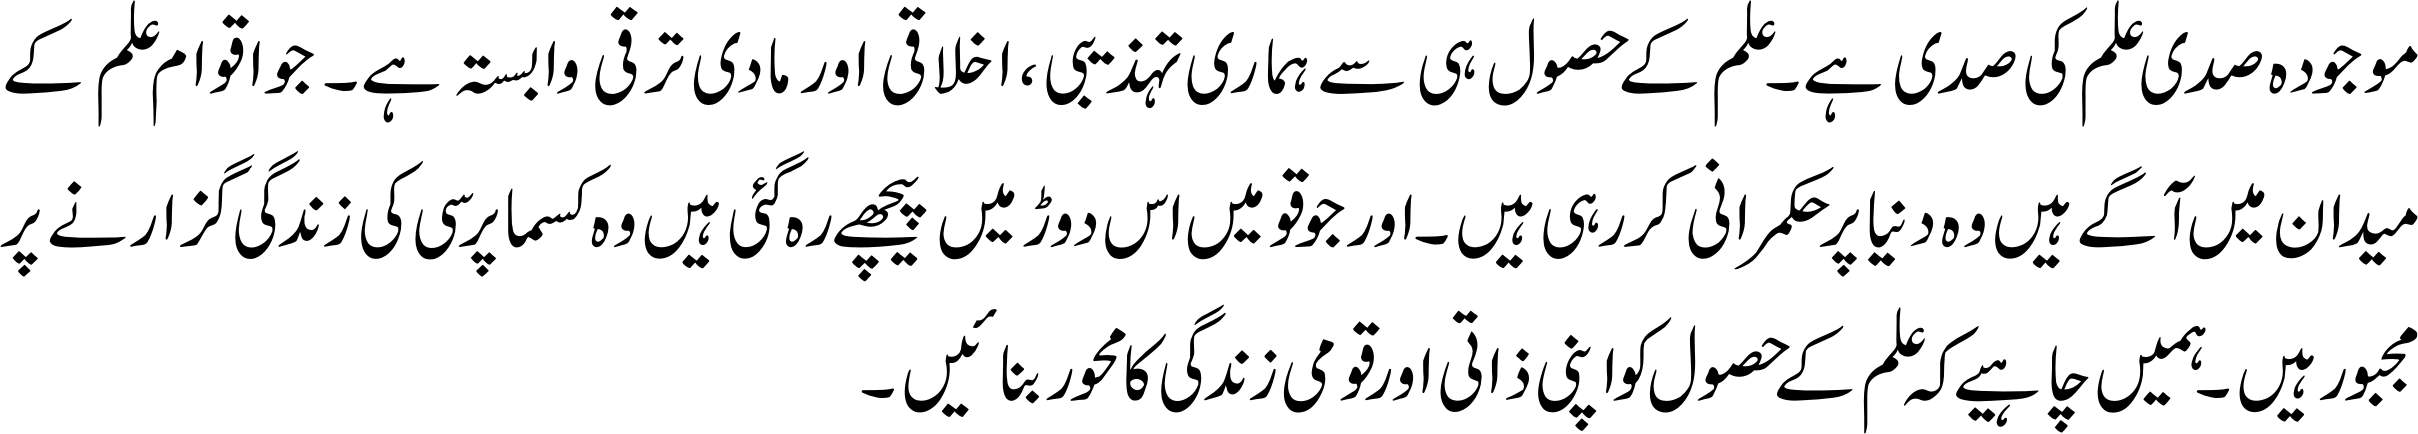 موجودہ صدی علم کی صدی ہے۔ علم کے حصول ہی سے ہماری تہذیبی، اخلاقی اور مادی ترقی وابستہ ہے۔ جو اقوام علم کے
میدان میں آگے ہیں وہ دنیا پر حکمرانی کر رہی ہیں۔ اور جو قومیں اس دوڑ میں پیچھے رہ گئی ہیں وہ کسمپرسی کی زندگی گزارنے پر
مجبور ہیں۔ ہمیں چاہیے کہ علم کے حصول کو اپنی ذاتی اور قومی زندگی کا محور بنائیں۔